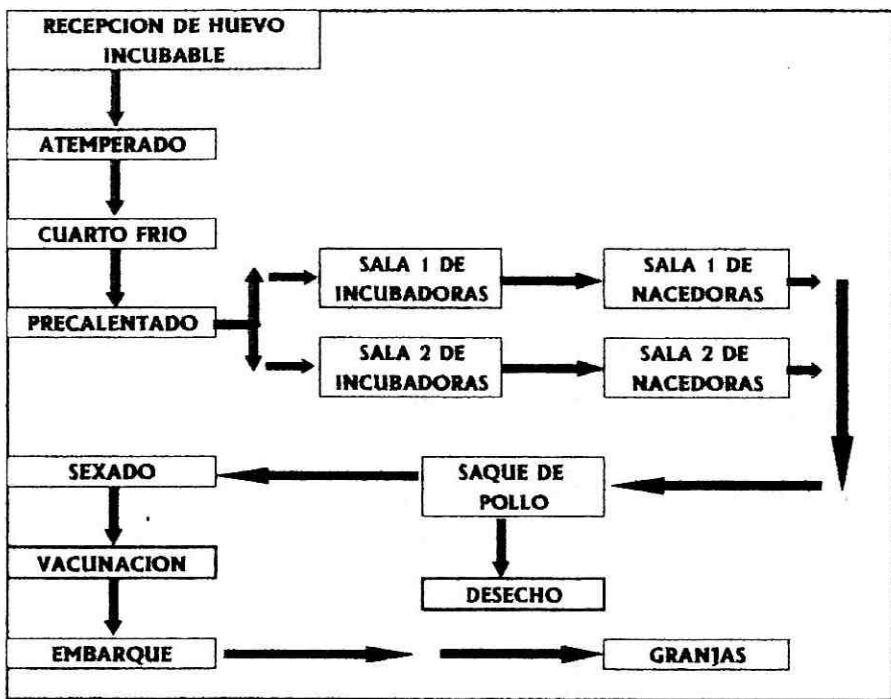 RECEPCION DE HUEVO
INCUBABLE
ATEMPERADO
CUARTO FRIO
PRECALENTADO
SALA 1 DE
INCUBADORAS
SALA 1 DE
NACEDORAS
SALA 2 DE
INCUBADORAS
SALA 2 DE
NACEDORAS
SAQUE DE
POLLO
DESECHO
SEXADO
VACUNACION
EMBARQUE
GRANJAS